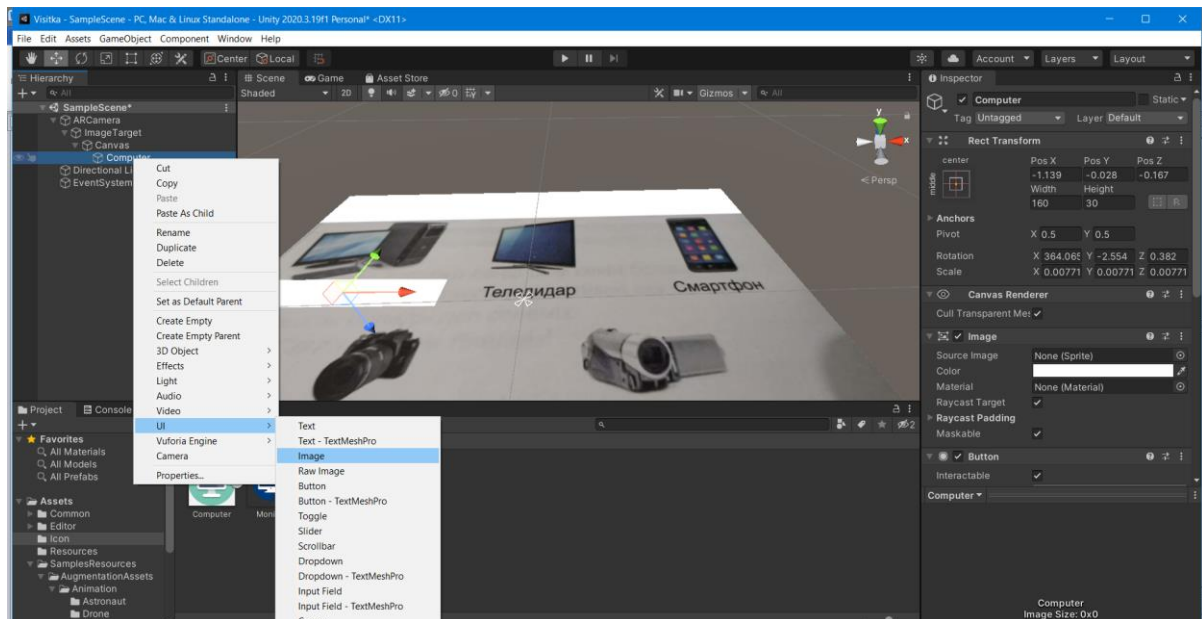 Visitka - SampleScene - PC, Mac & Linux Standalone - Unity 2020.3.19f1 Personal* <DX11>
File Edit Assets GameObject Component Window Help
Center Local
Account Layers Layout
Hierarchy
All
SampleScene*
ARCamera
ImageTarget
Canvas
Computer
Directional Li
EventSystem
Scene Game Asset Store
Shaded 2D 0 Gizmos All
y
x
Persp
Телевидар
Смартфон
Cut
Copy
Paste
Paste As Child
Rename
Duplicate
Delete
Select Children
Set as Default Parent
Create Empty
Create Empty Parent
3D Object
Effects
Light
Audio
Video
UI
Vuforia Engine
Camera
Properties...
Text
Text - TextMeshPro
Image
Raw Image
Button
Button - TextMeshPro
Toggle
Slider
Scrollbar
Dropdown
Dropdown - TextMeshPro
Input Field
Input Field - TextMeshPro
Project Console
2
Favorites
All Materials
All Models
All Prefabs
Assets
Common
Editor
Icon
Resources
SamplesResources
AugmentationAssets
Animation
Astronaut
Drone
Computer Moni
Inspector
Computer Static
Tag Untagged Layer Default
Rect Transform
center Pos X Pos Y Pos Z
middle -1.139 -0.028 -0.167
Width Height
160 30 R
Anchors
Pivot X 0.5 Y 0.5
Rotation X 364.065 Y -2.554 Z 0.382
Scale X 0.00771 Y 0.00771 Z 0.00771
Canvas Renderer
Cull Transparent Mes
Image
Source Image None (Sprite)
Color
Material None (Material)
Raycast Target
Raycast Padding
Maskable
Button
Interactable
Computer
Computer
Image Size: 0x0